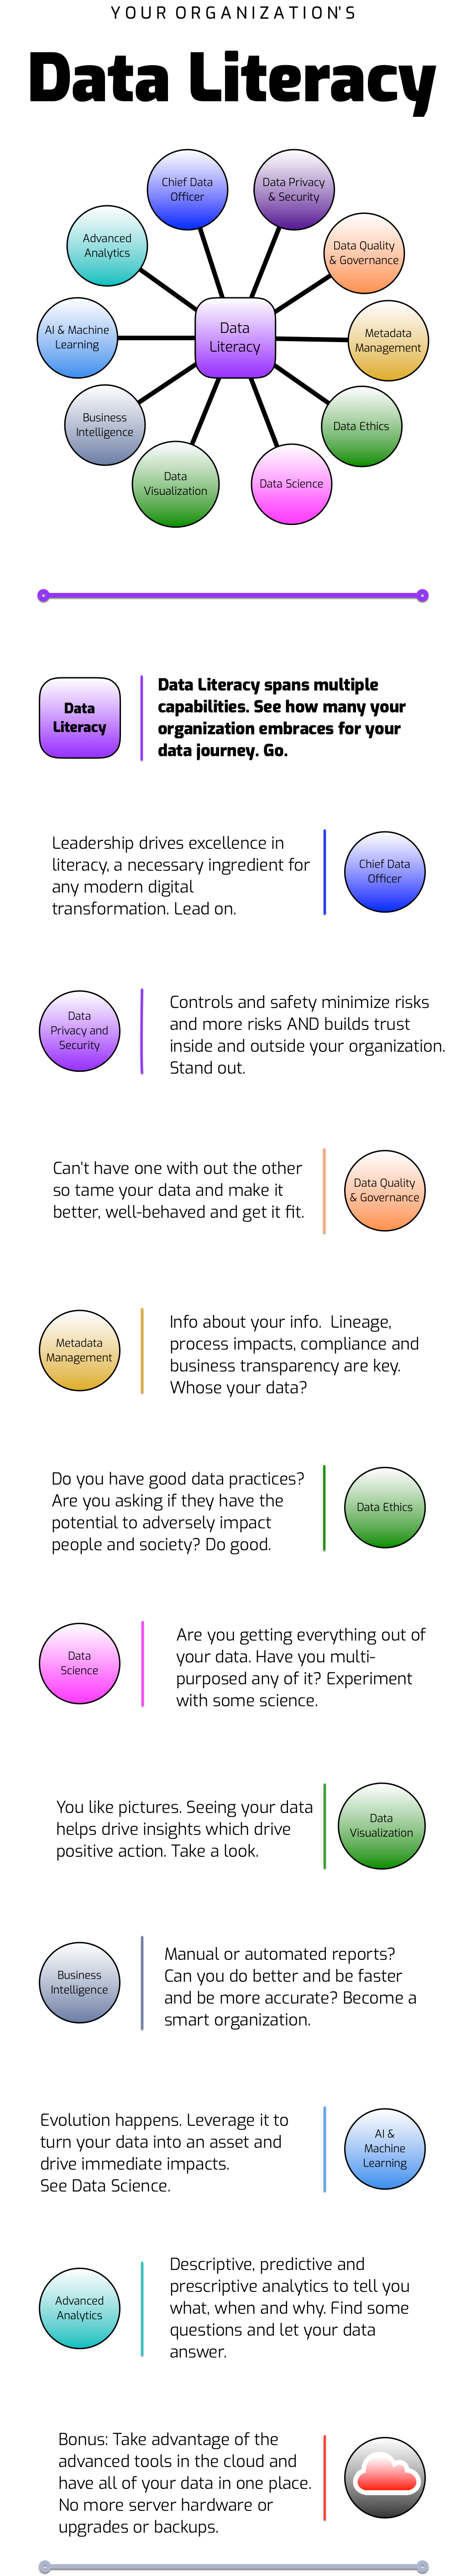 YOUR ORGANIZATION'S
Data Literacy
Chief Data
Officer
Data Privacy
& Security
Advanced
Analytics
Data Quality
& Governance
AI & Machine
Learning
Data
Literacy
Metadata
Management
Business
Intelligence
Data Ethics
Data
Visualization
Data Science
Data
Literacy
Data Literacy spans multiple
capabilities. See how many your
organization embraces for your
data journey. Go.
Leadership drives excellence in
literacy, a necessary ingredient for
any modern digital
transformation. Lead on.
Chief Data
Officer
Data
Privacy and
Security
Controls and safety minimize risks
and more risks AND builds trust
inside and outside your organization.
Stand out.
Can't have one with out the other
so tame your data and make it
better, well-behaved and get it fit.
Data Quality
& Governance
Metadata
Management
Info about your info.  Lineage,
process impacts, compliance and
business transparency are key.
Whose your data?
Do you have good data practices?
Are you asking if they have the
potential to adversely impact
people and society? Do good.
Data Ethics
Data
Science
Are you getting everything out of
your data. Have you multi-
purposed any of it? Experiment
with some science.
You like pictures. Seeing your data
helps drive insights which drive
positive action. Take a look.
Data
Visualization
Business
Intelligence
Manual or automated reports?
Can you do better and be faster
and be more accurate? Become a
smart organization.
Evolution happens. Leverage it to
turn your data into an asset and
drive immediate impacts.
See Data Science.
AI &
Machine
Learning
Advanced
Analytics
Descriptive, predictive and
prescriptive analytics to tell you
what, when and why. Find some
questions and let your data
answer.
Bonus: Take advantage of the
advanced tools in the cloud and
have all of your data in one place.
No more server hardware or
upgrades or backups.